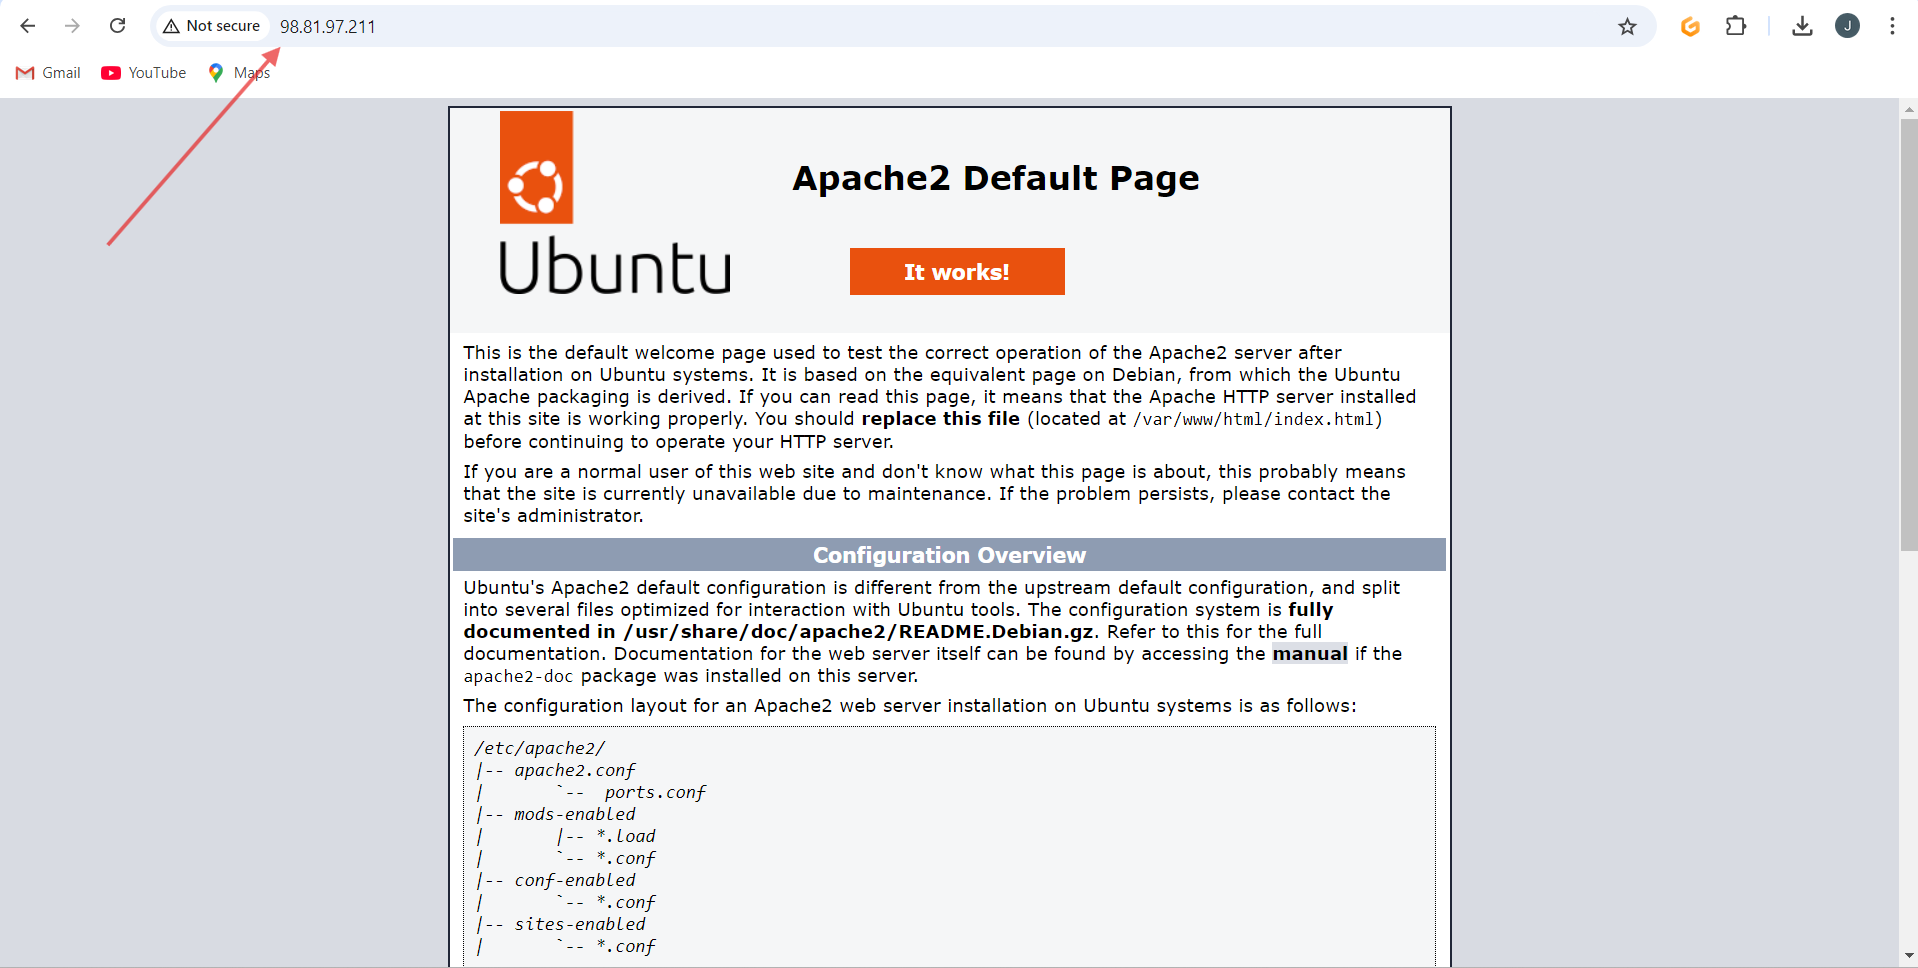 Not secure 98.81.97.211
J
Gmail YouTube Maps
Apache2 Default Page
Ubuntu
It works!
This is the default welcome page used to test the correct operation of the Apache2 server after
installation on Ubuntu systems. It is based on the equivalent page on Debian, from which the Ubuntu
Apache packaging is derived. If you can read this page, it means that the Apache HTTP server installed
at this site is working properly. You should replace this file (located at /var/www/html/index.html)
before continuing to operate your HTTP server.
If you are a normal user of this web site and don't know what this page is about, this probably means
that the site is currently unavailable due to maintenance. If the problem persists, please contact the
site's administrator.
Configuration Overview
Ubuntu's Apache2 default configuration is different from the upstream default configuration, and split
into several files optimized for interaction with Ubuntu tools. The configuration system is fully
documented in /usr/share/doc/apache2/README.Debian.gz. Refer to this for the full
documentation. Documentation for the web server itself can be found by accessing the manual if the
apache2-doc package was installed on this server.
The configuration layout for an Apache2 web server installation on Ubuntu systems is as follows:
/etc/apache2/
|-- apache2.conf
|       `--  ports.conf
|-- mods-enabled
|       |-- *.load
|       `-- *.conf
|-- conf-enabled
|       `-- *.conf
|-- sites-enabled
|       `-- *.conf